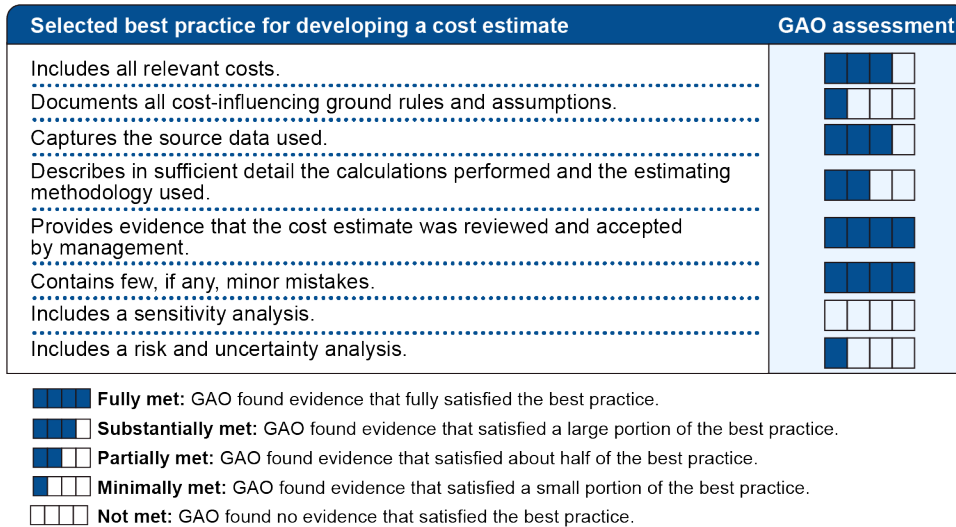 Selected best practice for developing a cost estimate
GAO assessment
Includes all relevant costs.
Documents all cost-influencing ground rules and assumptions.
Captures the source data used.
Describes in sufficient detail the calculations performed and the estimating
methodology used.
Provides evidence that the cost estimate was reviewed and accepted
by management.
Contains few, if any, minor mistakes.
Includes a sensitivity analysis.
Includes a risk and uncertainty analysis.
Fully met: GAO found evidence that fully satisfied the best practice.
Substantially met: GAO found evidence that satisfied a large portion of the best practice.
Partially met: GAO found evidence that satisfied about half of the best practice.
Minimally met: GAO found evidence that satisfied a small portion of the best practice.
Not met: GAO found no evidence that satisfied the best practice.